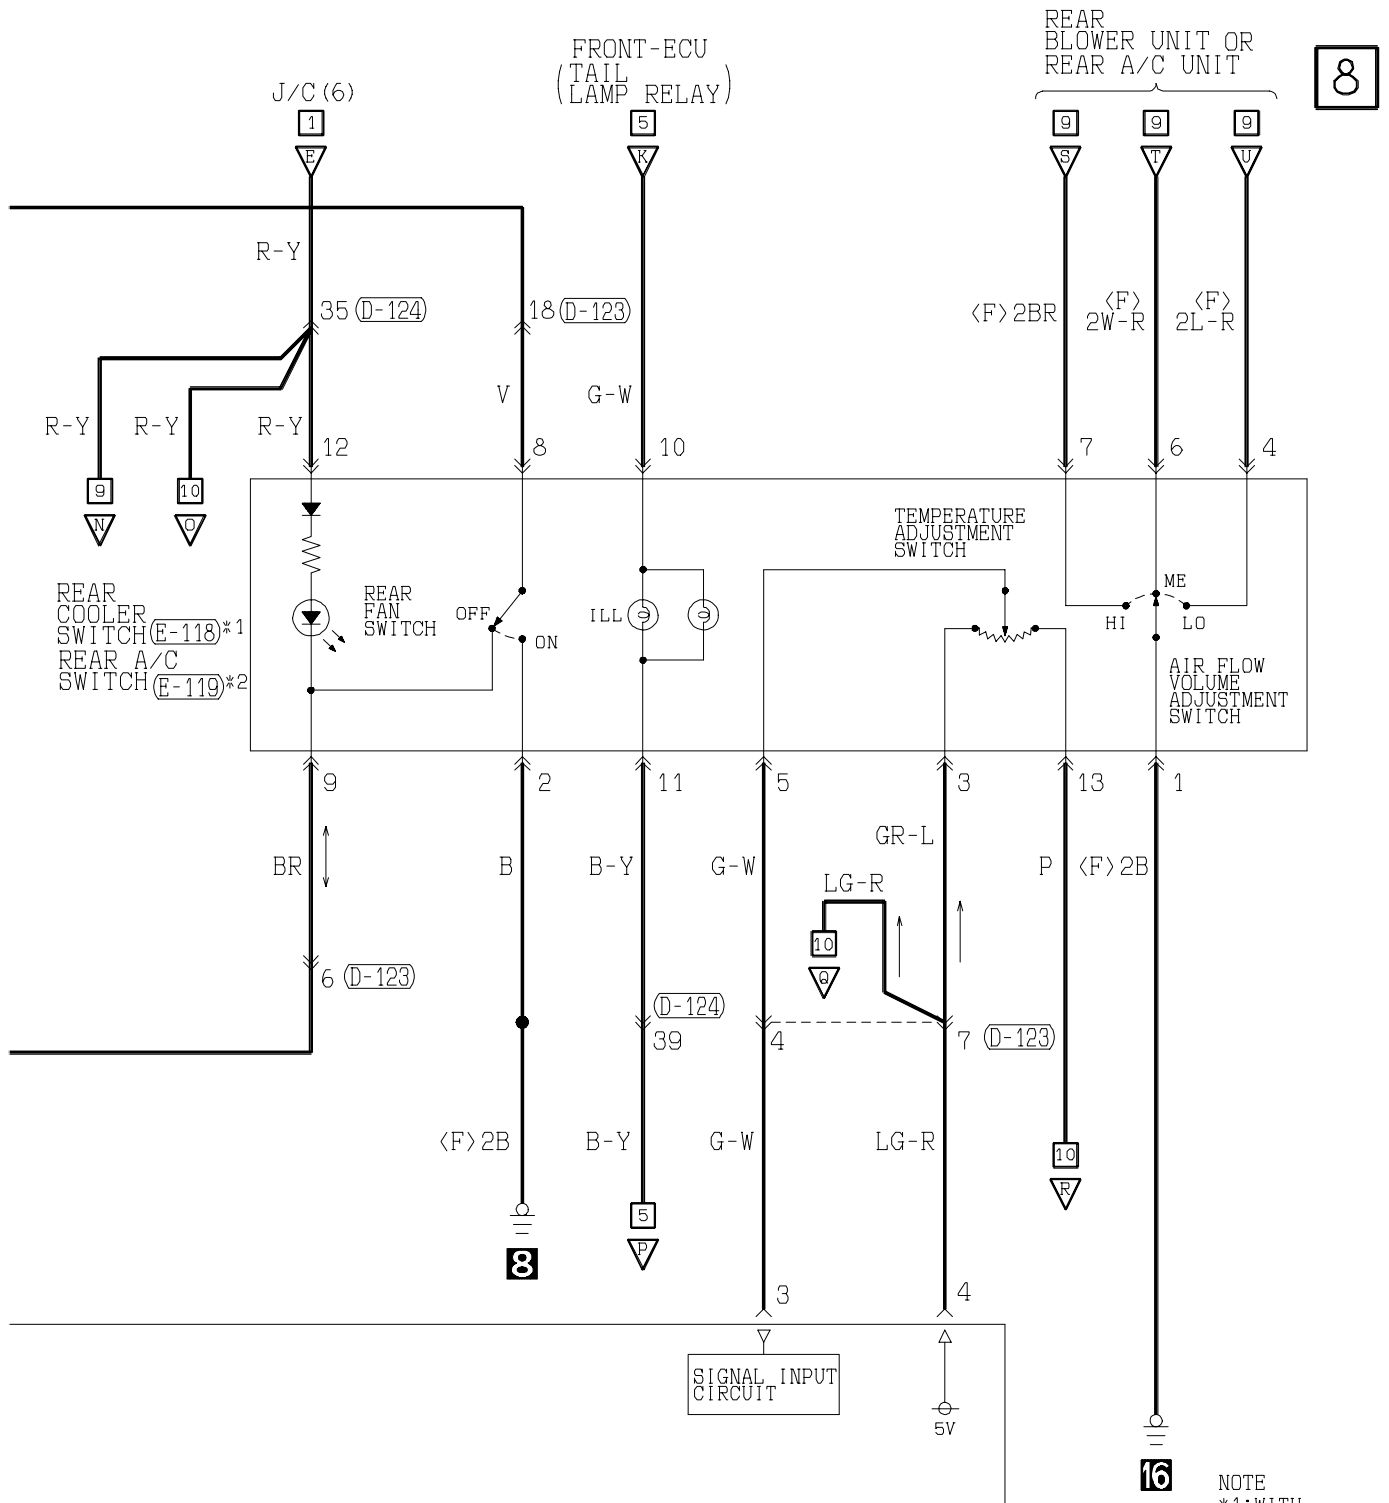 REAR
BLOWER UNIT OR
REAR A/C UNIT
8
FRONT-ECU
(TAIL
LAMP RELAY)
J/C(6)
1
5
9
9
9
E
K
S
T
U
R-Y
35 (D-124)
18 (D-123)
<F>2BR
<F>
2W-R
<F>
2L-R
V
G-W
R-Y
R-Y
R-Y
12
8
10
7
6
4
9
10
N
O
TEMPERATURE
ADJUSTMENT
SWITCH
REAR
COOLER
SWITCH (E-118) *1
REAR A/C
SWITCH (E-119) *2
REAR
FAN
SWITCH
OFF
ON
ILL
ME
HI
LO
AIR FLOW
VOLUME
ADJUSTMENT
SWITCH
9
2
11
5
3
13
1
GR-L
BR
B
B-Y
G-W
P
<F>2B
LG-R
10
Q
6 (D-123)
(D-124)
39
4
7 (D-123)
<F>2B
B-Y
G-W
LG-R
10
R
5
P
8
3
4
SIGNAL INPUT
CIRCUIT
5V
16
NOTE
*1:WITH